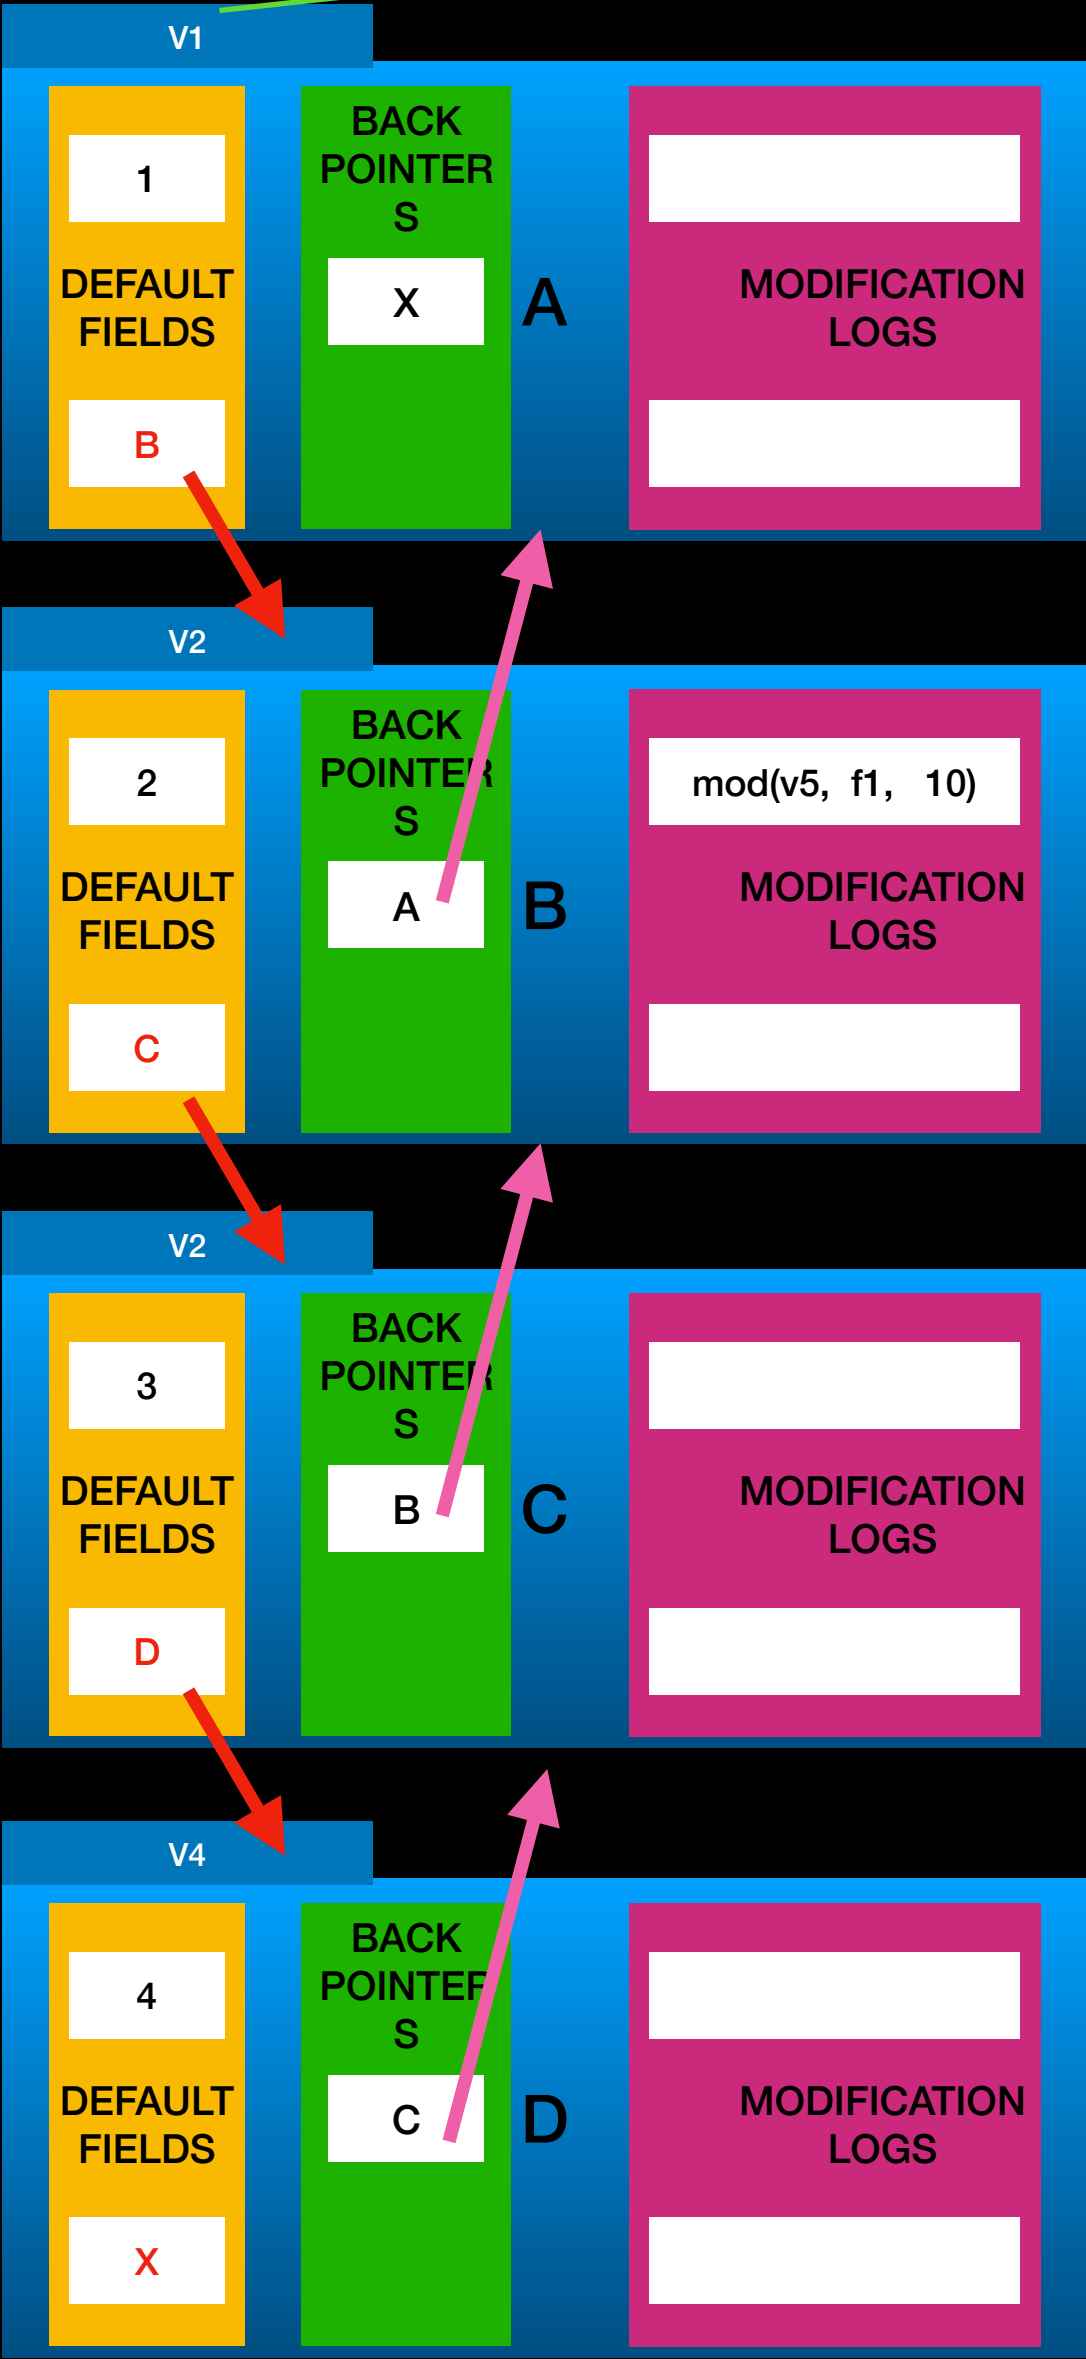 V1
1
DEFAULT
FIELDS
B
BACK
POINTER
S
X
A
MODIFICATION
LOGS
V2
2
DEFAULT
FIELDS
C
BACK
POINTER
S
A
B
mod(v5, f1, 10)
MODIFICATION
LOGS
V2
3
DEFAULT
FIELDS
D
BACK
POINTER
S
B
C
MODIFICATION
LOGS
V4
4
DEFAULT
FIELDS
X
BACK
POINTER
S
C
D
MODIFICATION
LOGS